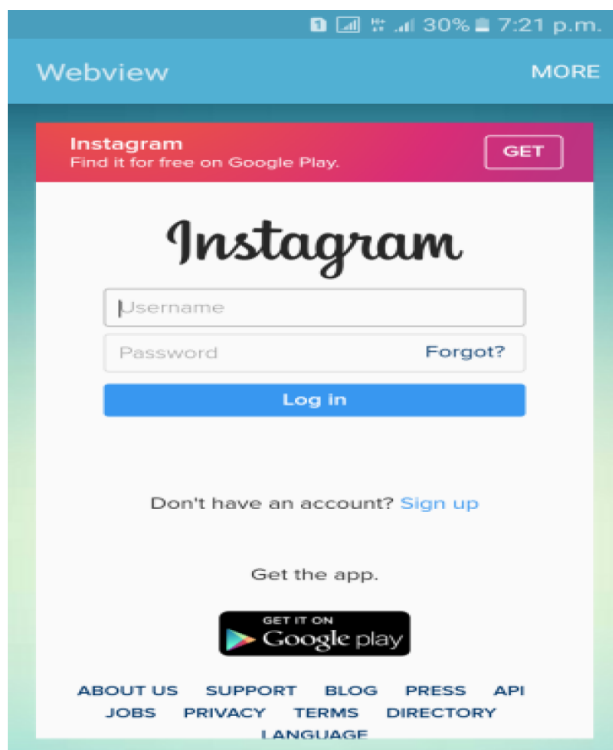 1 30% 7:21 p.m.
Webview MORE
Instagram
Find it for free on Google Play.
GET
Instagram
Username
Password Forgot?
Log in
Don't have an account? Sign up
Get the app.
GET IT ON
Google play
ABOUT US SUPPORT BLOG PRESS API
JOBS PRIVACY TERMS DIRECTORY
LANGUAGE